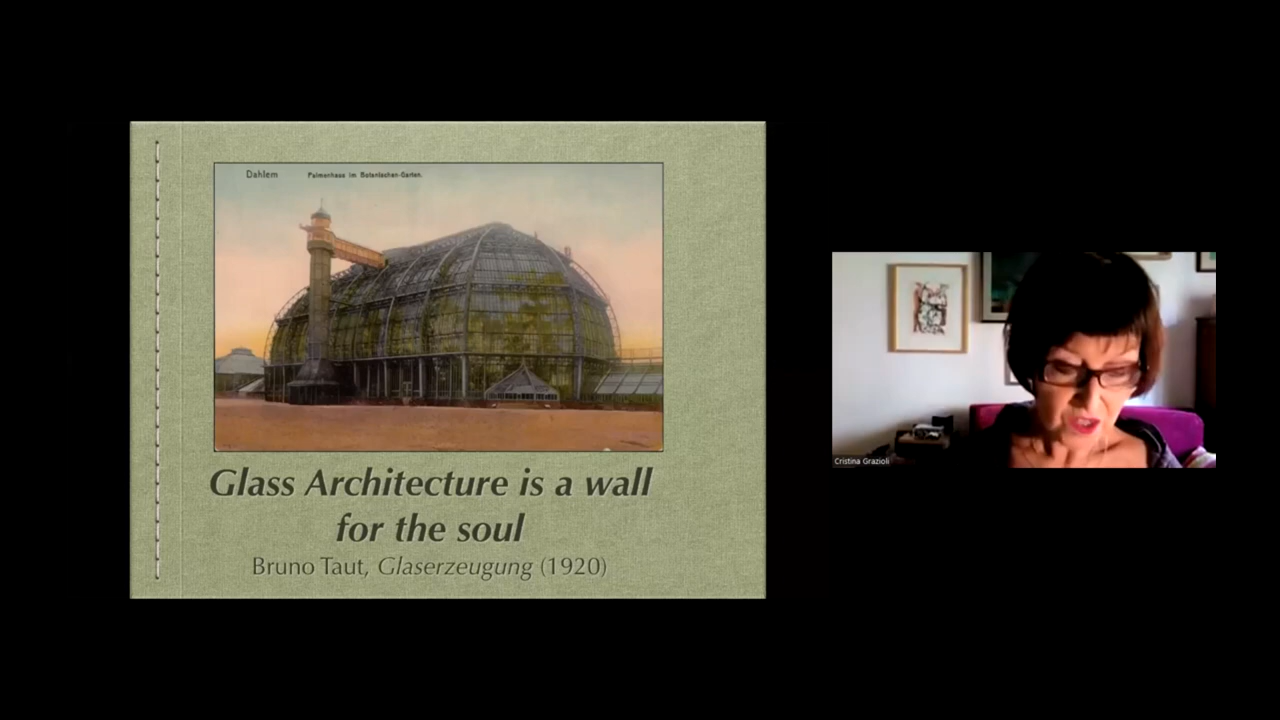 Dahlem Palmenhaus im Botanischen-Garten.
Glass Architecture is a wall
for the soul
Bruno Taut, Glaserzeugung (1920)
Cristina Grazioli